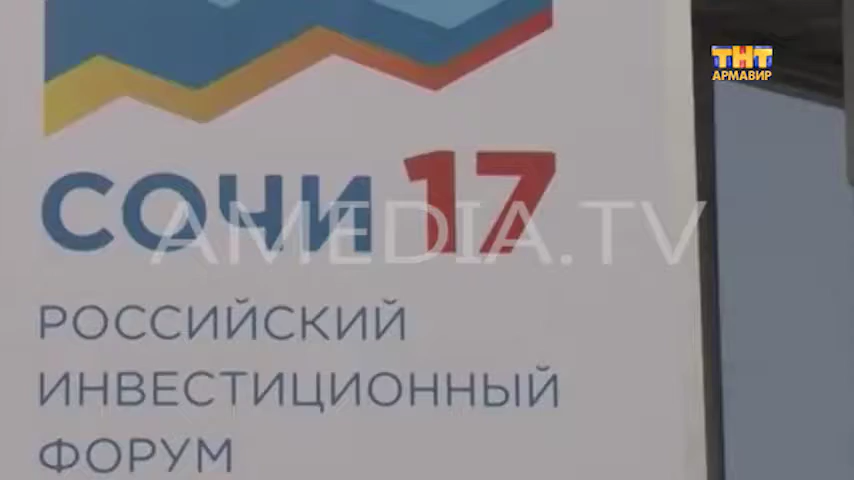 ТНТ
АРМАВИР
СОЧИ 17
AMEDIA.TV
РОССИЙСКИЙ
ИНВЕСТИЦИОННЫЙ
ФОРУМ